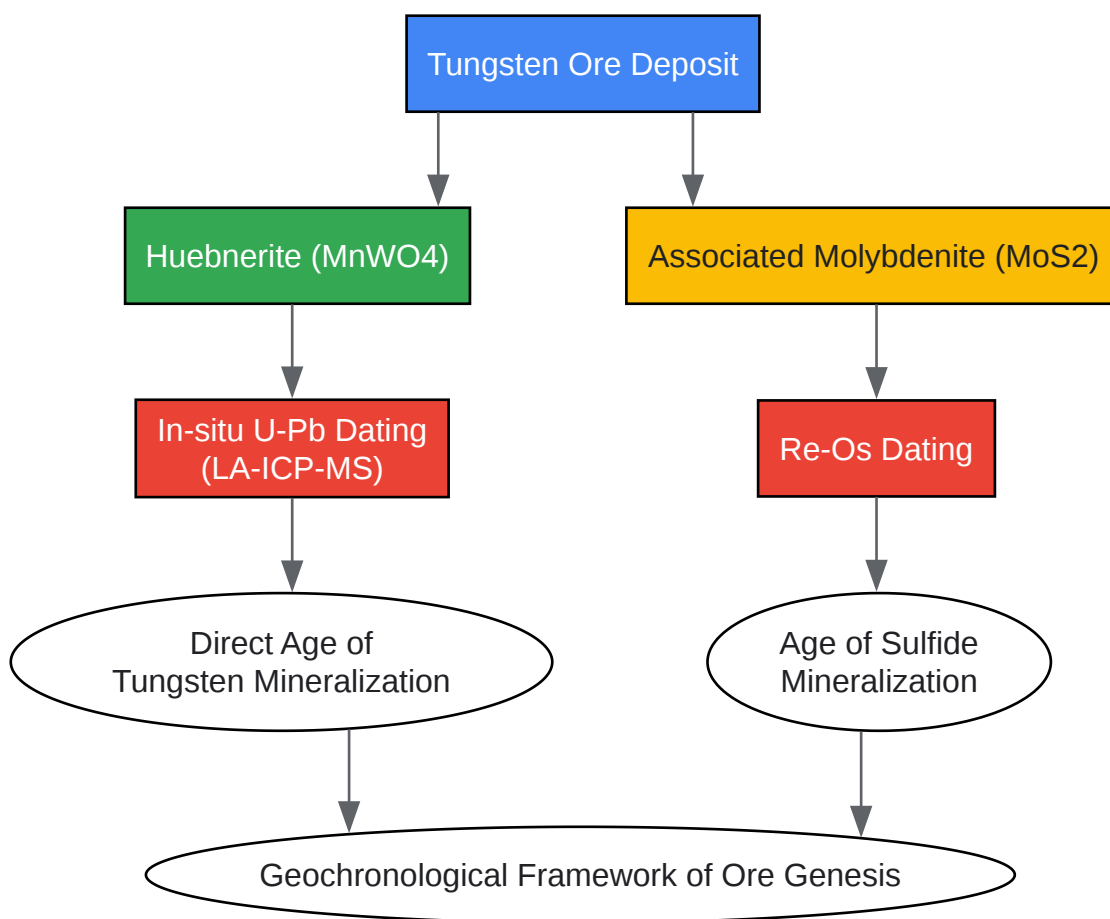 Tungsten Ore Deposit
Huebnerite (MnWO4)
Associated Molybdenite (MoS2)
In-situ U-Pb Dating
(LA-ICP-MS)
Re-Os Dating
Direct Age of
Tungsten Mineralization
Age of Sulfide
Mineralization
Geochronological Framework of Ore Genesis